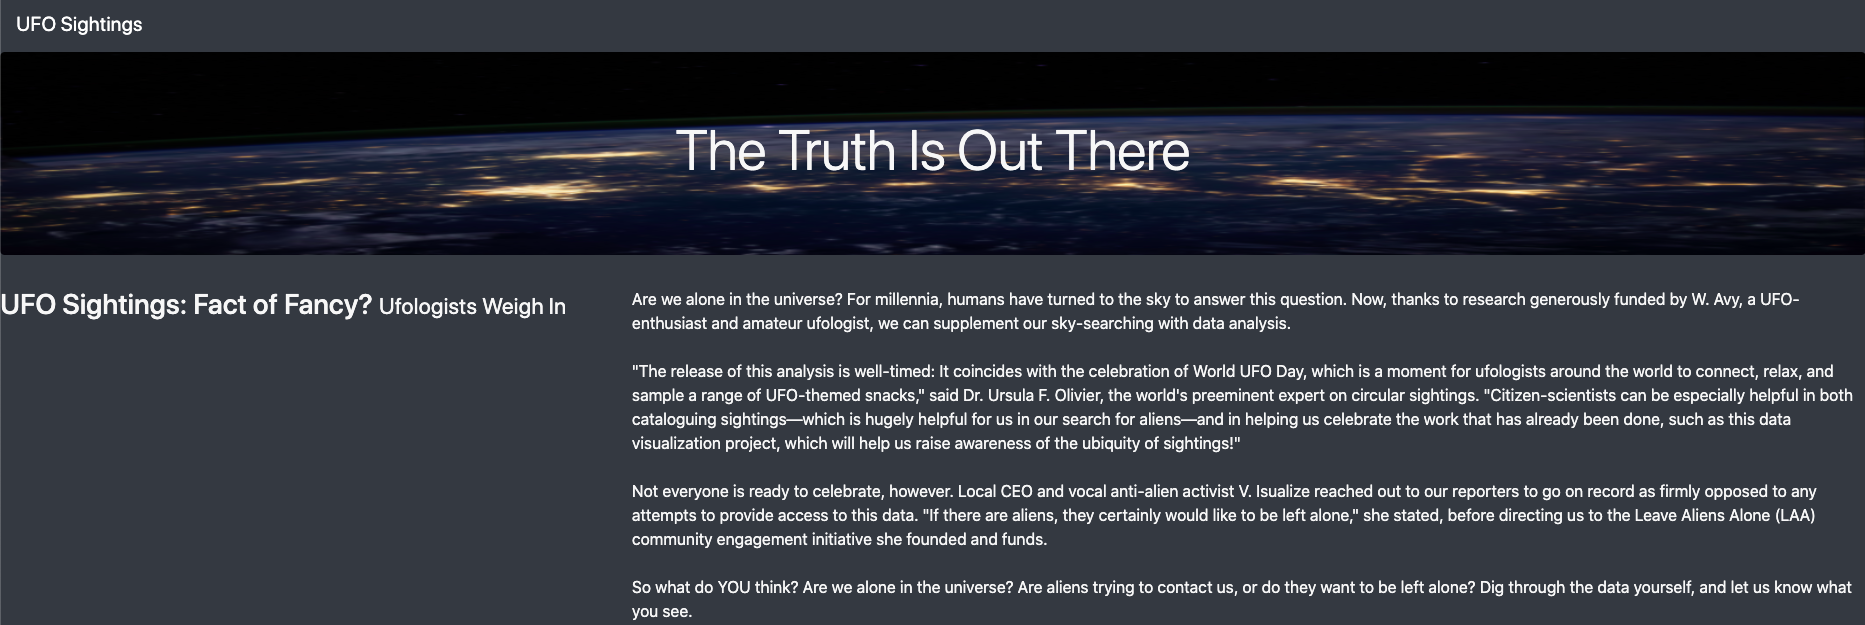 UFO Sightings
The Truth Is Out There
UFO Sightings: Fact of Fancy? Ufologists Weigh In
Are we alone in the universe? For millennia, humans have turned to the sky to answer this question. Now, thanks to research generously funded by W. Avy, a UFO-
enthusiast and amateur ufologist, we can supplement our sky-searching with data analysis.
"The release of this analysis is well-timed: It coincides with the celebration of World UFO Day, which is a moment for ufologists around the world to connect, relax, and
sample a range of UFO-themed snacks," said Dr. Ursula F. Olivier, the world's preeminent expert on circular sightings. "Citizen-scientists can be especially helpful in both
cataloguing sightings—which is hugely helpful for us in our search for aliens—and in helping us celebrate the work that has already been done, such as this data
visualization project, which will help us raise awareness of the ubiquity of sightings!"
Not everyone is ready to celebrate, however. Local CEO and vocal anti-alien activist V. Isualize reached out to our reporters to go on record as firmly opposed to any
attempts to provide access to this data. "If there are aliens, they certainly would like to be left alone," she stated, before directing us to the Leave Aliens Alone (LAA)
community engagement initiative she founded and funds.
So what do YOU think? Are we alone in the universe? Are aliens trying to contact us, or do they want to be left alone? Dig through the data yourself, and let us know what
you see.